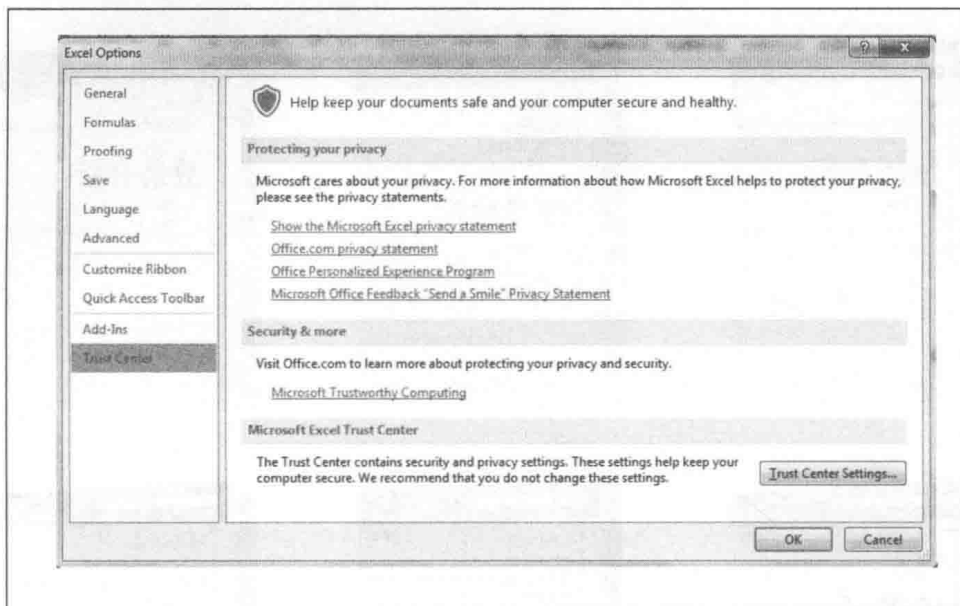 Excel Options
General
Formulas
Proofing
Save
Language
Advanced
Customize Ribbon
Quick Access Toolbar
Add-Ins
Trust Center
Help keep your documents safe and your computer secure and healthy.
Protecting your privacy
Microsoft cares about your privacy. For more information about how Microsoft Excel helps to protect your privacy,
please see the privacy statements.
Show the Microsoft Excel privacy statement
Office.com privacy statement
Office Personalized Experience Program
Microsoft Office Feedback "Send a Smile" Privacy Statement
Security & more
Visit Office.com to learn more about protecting your privacy and security.
Microsoft Trustworthy Computing
Microsoft Excel Trust Center
The Trust Center contains security and privacy settings. These settings help keep your
computer secure. We recommend that you do not change these settings.
Trust Center Settings...
OK
Cancel